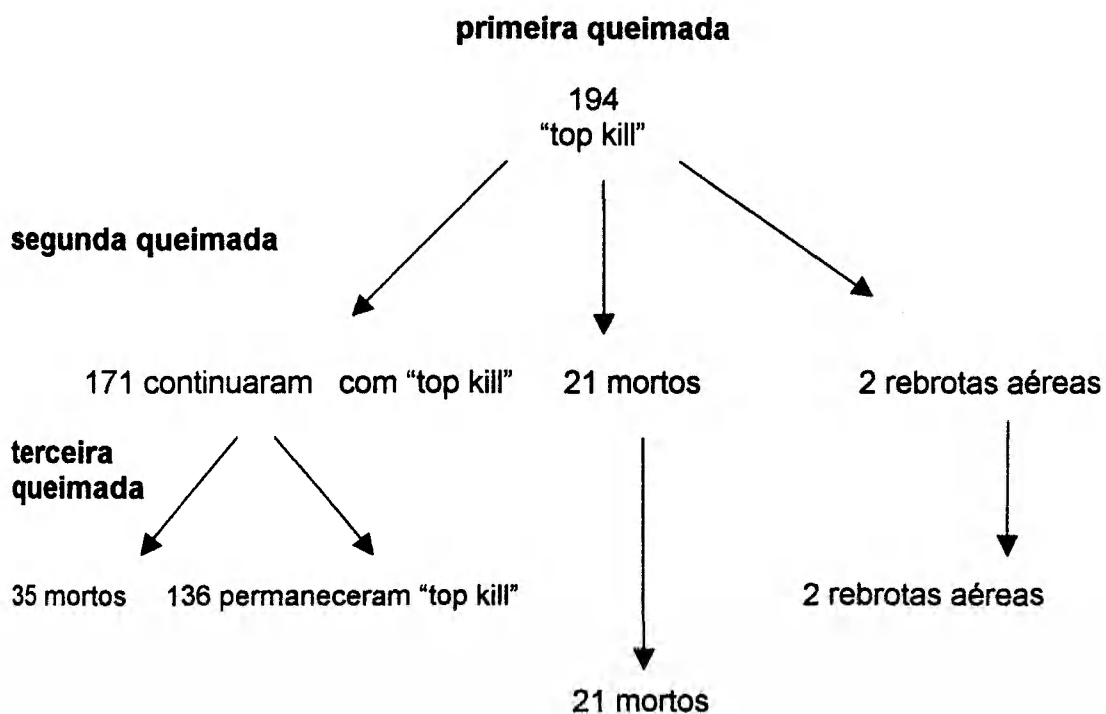 primeira queimada
194
“top kill”
segunda queimada
171 continuaram com “top kill” 21 mortos 2 rebrotas aéreas
terceira
queimada
35 mortos 136 permaneceram “top kill” 2 rebrotas aéreas
21 mortos